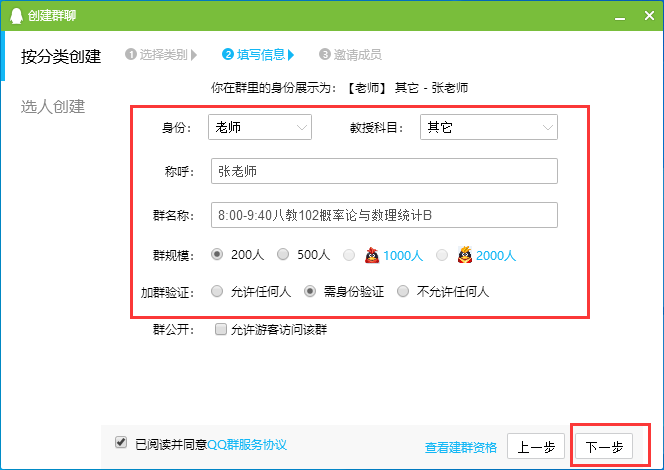 创建群聊
按分类创建
1 选择类别
2 填写信息
3 邀请成员
选人创建
你在群里的身份展示为：【老师】 其它 - 张老师
身份： 老师 教授科目： 其它
称呼： 张老师
群名称： 8:00-9:40八教102概率论与数理统计B
群规模： 200人 500人 1000人 2000人
加群验证： 允许任何人 需身份验证 不允许任何人
群公开： 允许游客访问该群
已阅读并同意QQ群服务协议 查看建群资格 上一步 下一步